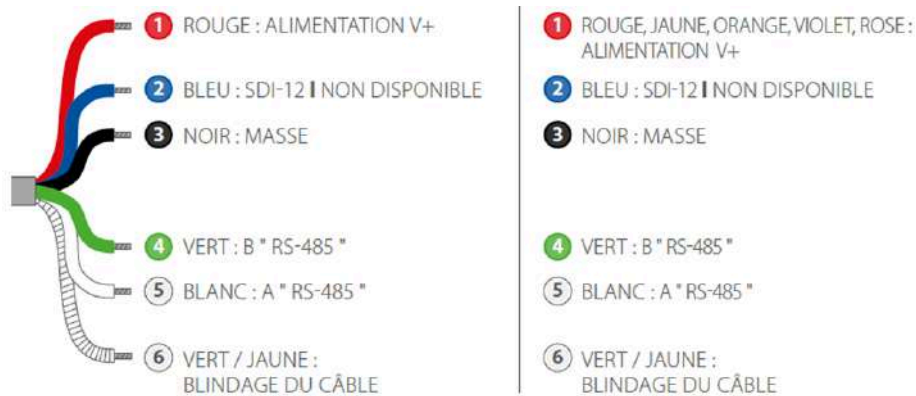 1 ROUGE : ALIMENTATION V+
2 BLEU : SDI-12 I NON DISPONIBLE
3 NOIR : MASSE
4 VERT : B " RS-485 "
5 BLANC : A " RS-485 "
6 VERT / JAUNE :
BLINDAGE DU CÂBLE
1 ROUGE, JAUNE, ORANGE, VIOLET, ROSE :
ALIMENTATION V+
2 BLEU : SDI-12 I NON DISPONIBLE
3 NOIR : MASSE
4 VERT : B " RS-485 "
5 BLANC : A " RS-485 "
6 VERT / JAUNE :
BLINDAGE DU CÂBLE